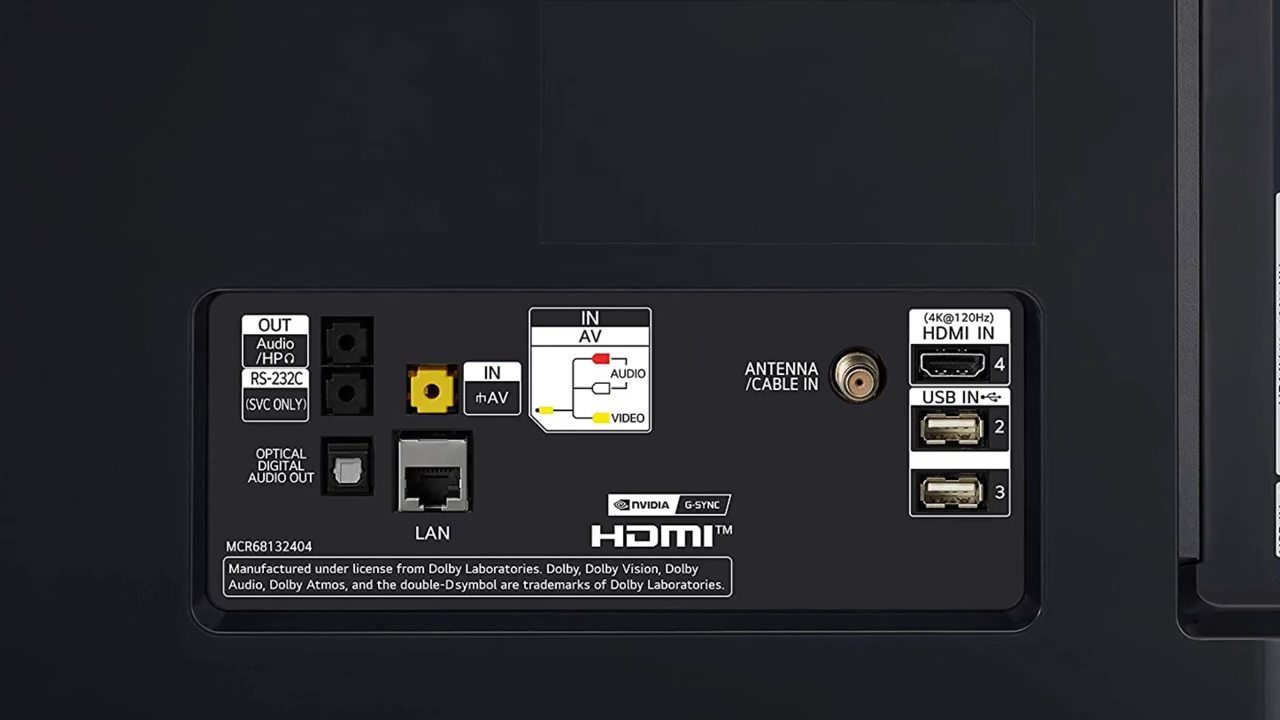 OUT
Audio
/HPΩ
RS-232C
(SVC ONLY)
OPTICAL
DIGITAL
AUDIO OUT
IN
AV
LAN
IN
AV
AUDIO
VIDEO
ANTENNA
/CABLE IN
(4K@120Hz)
HDMI IN
4
USB IN
2
3
NVIDIA G-SYNC
HDMI™
MCR68132404
Manufactured under license from Dolby Laboratories. Dolby, Dolby Vision, Dolby
Audio, Dolby Atmos, and the double-D symbol are trademarks of Dolby Laboratories.